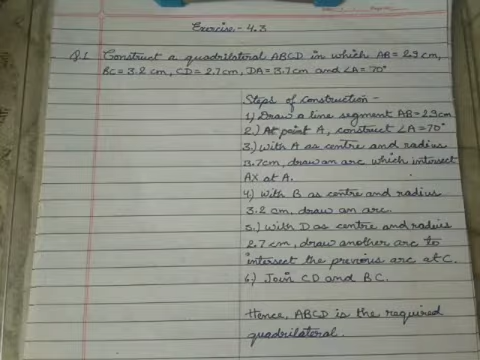 Exercise - 4.3
Q.1 Construct a quadrilateral ABCD in which AB = 2.9 cm,
BC = 3.2 cm, CD = 2.7 cm, DA = 3.7 cm and ∠A = 70°
Steps of construction -
1.) Draw a line segment AB = 2.9 cm
2.) At point A, construct ∠A = 70°
3.) With A as centre and radius
3.7 cm, draw an arc which intersect
AX at A.
4.) With B as centre and radius
3.2 cm, draw an arc.
5.) With D as centre and radius
2.7 cm, draw another arc to
intersect the previous arc at C.
6.) Join CD and BC.
Hence, ABCD is the required
quadrilateral.